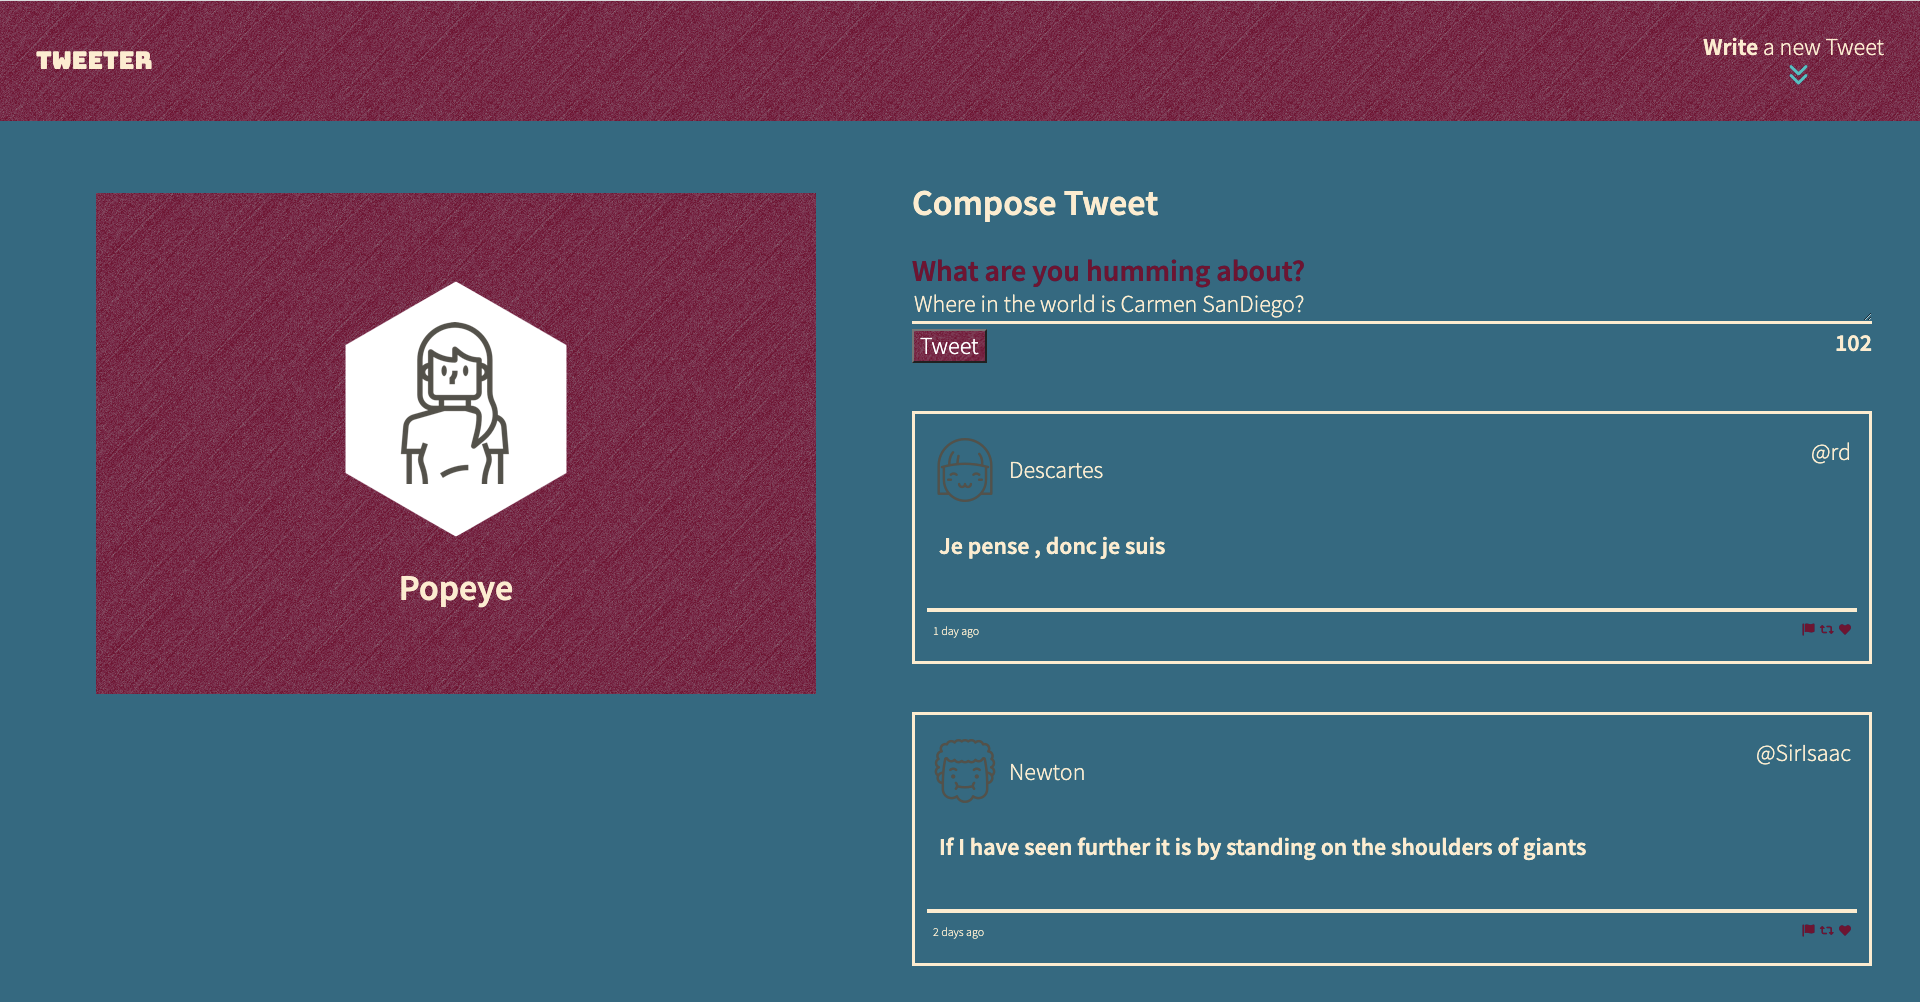 TWEETER
Write a new Tweet
Popeye
Compose Tweet
What are you humming about?
Where in the world is Carmen SanDiego?
Tweet
102
Descartes
@rd
Je pense , donc je suis
1 day ago
Newton
@SirIsaac
If I have seen further it is by standing on the shoulders of giants
2 days ago